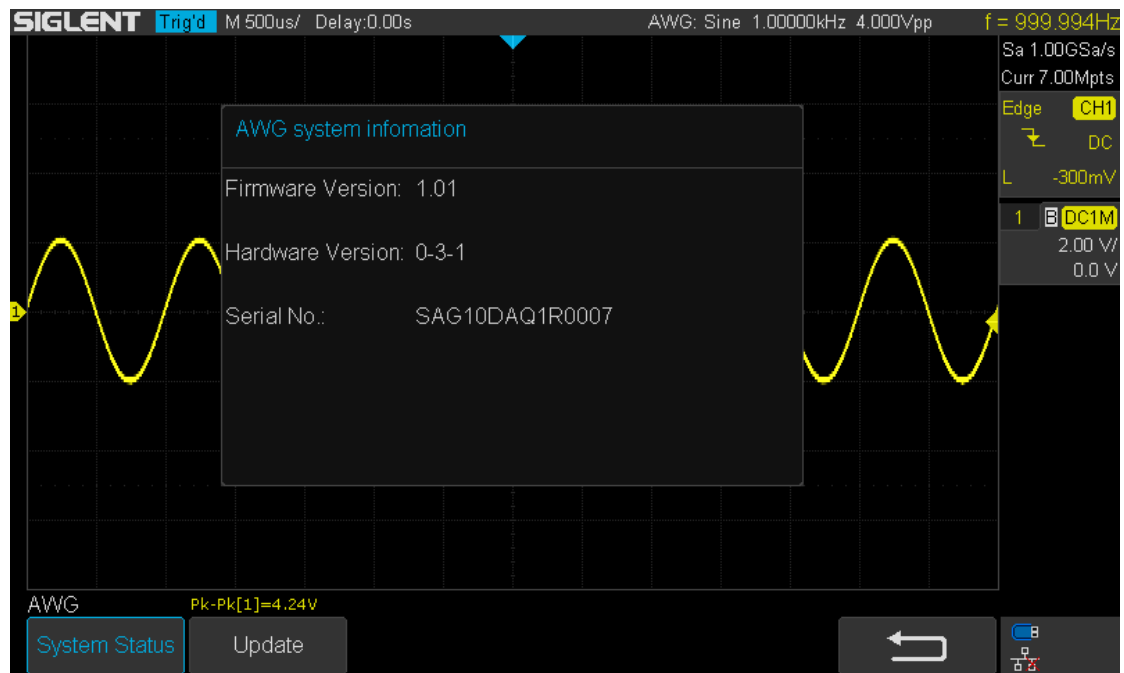 SIGLENT Trig'd M 500us/ Delay:0.00s AWG: Sine 1.00000kHz 4.000Vpp f = 999.994Hz
Sa 1.00GSa/s
Curr 7.00Mpts
Edge CH1
DC
L -300mV
1 B DC1M
2.00 V/
0.0 V
AWG system infomation
Firmware Version: 1.01
Hardware Version: 0-3-1
Serial No.: SAG10DAQ1R0007
1
AWG Pk-Pk[1]=4.24V
System Status Update